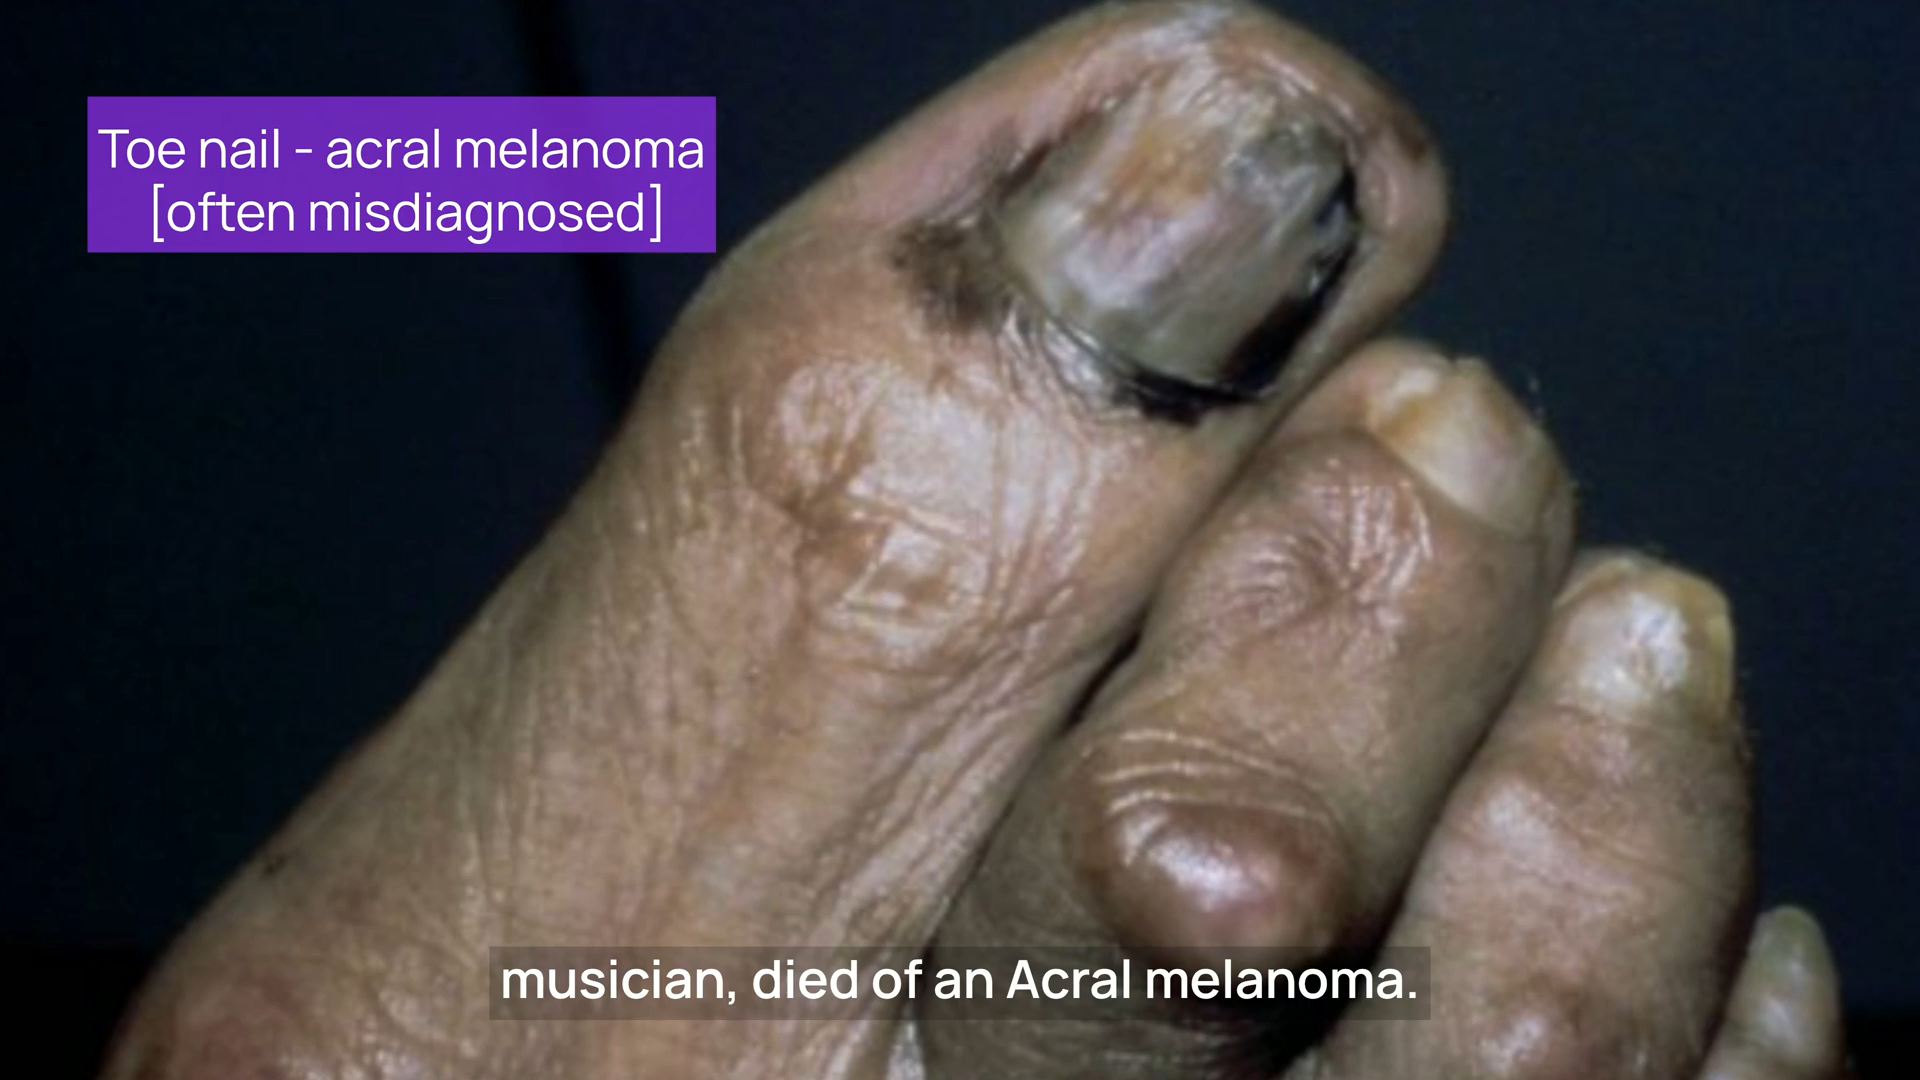 Toe nail - acral melanoma
[often misdiagnosed]
musician, died of an Acral melanoma.